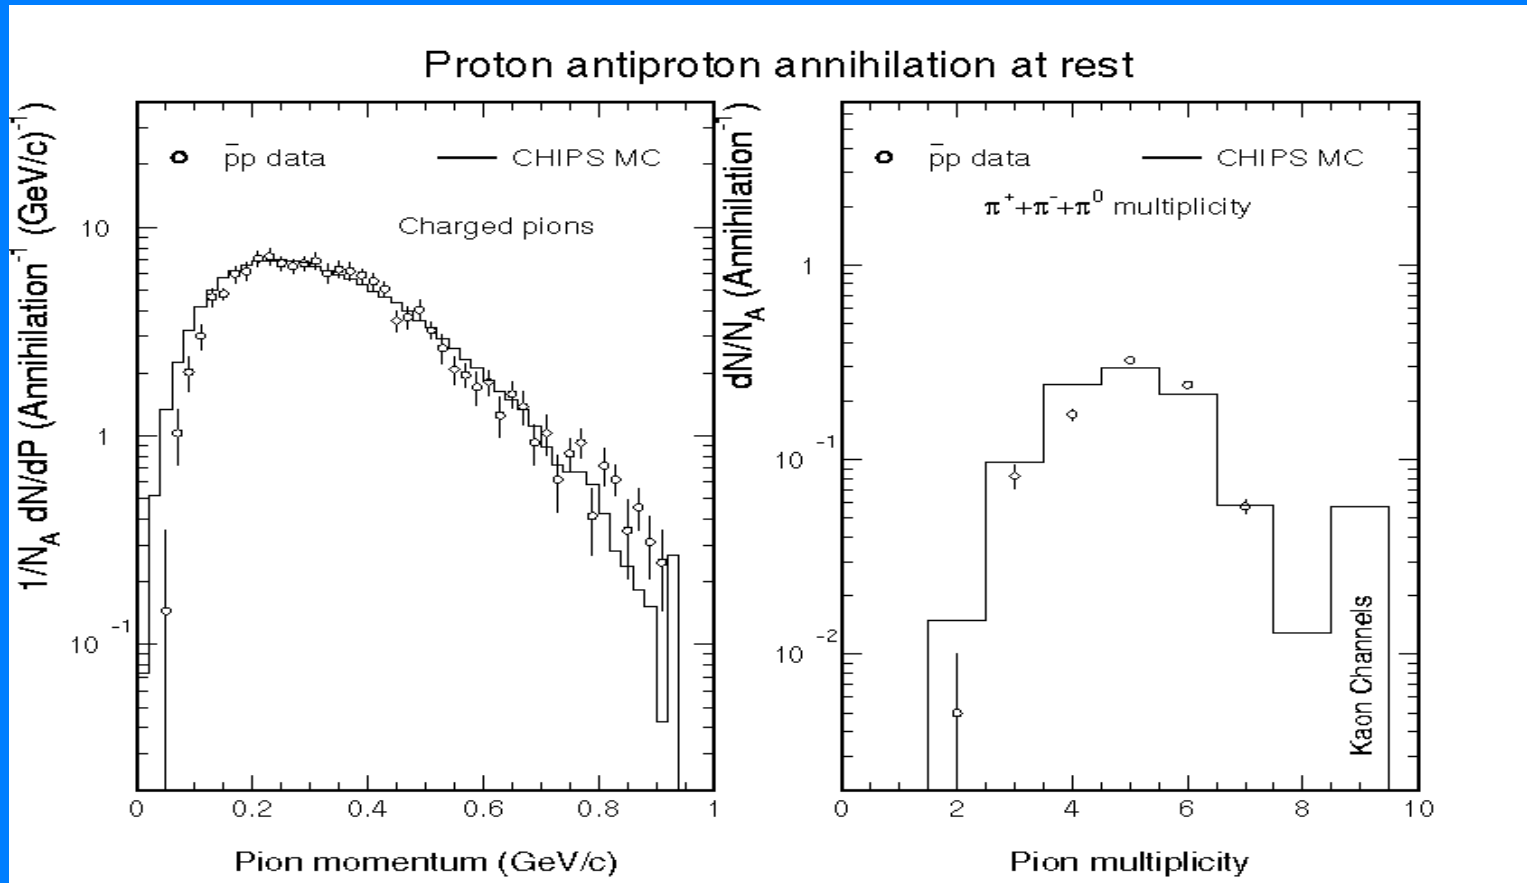 Proton antiproton annihilation at rest
1/N_A dN/dP (Annihilation⁻¹ (GeV/c)⁻¹)
p̄p data
CHIPS MC
Charged pions
10
1
10⁻¹
0 0.2 0.4 0.6 0.8 1
Pion momentum (GeV/c)
dN/N_A (Annihilation⁻¹)
p̄p data
CHIPS MC
π⁺+π⁻+π⁰ multiplicity
1
10⁻¹
10⁻²
Kaon Channels
0 2 4 6 8 10
Pion multiplicity